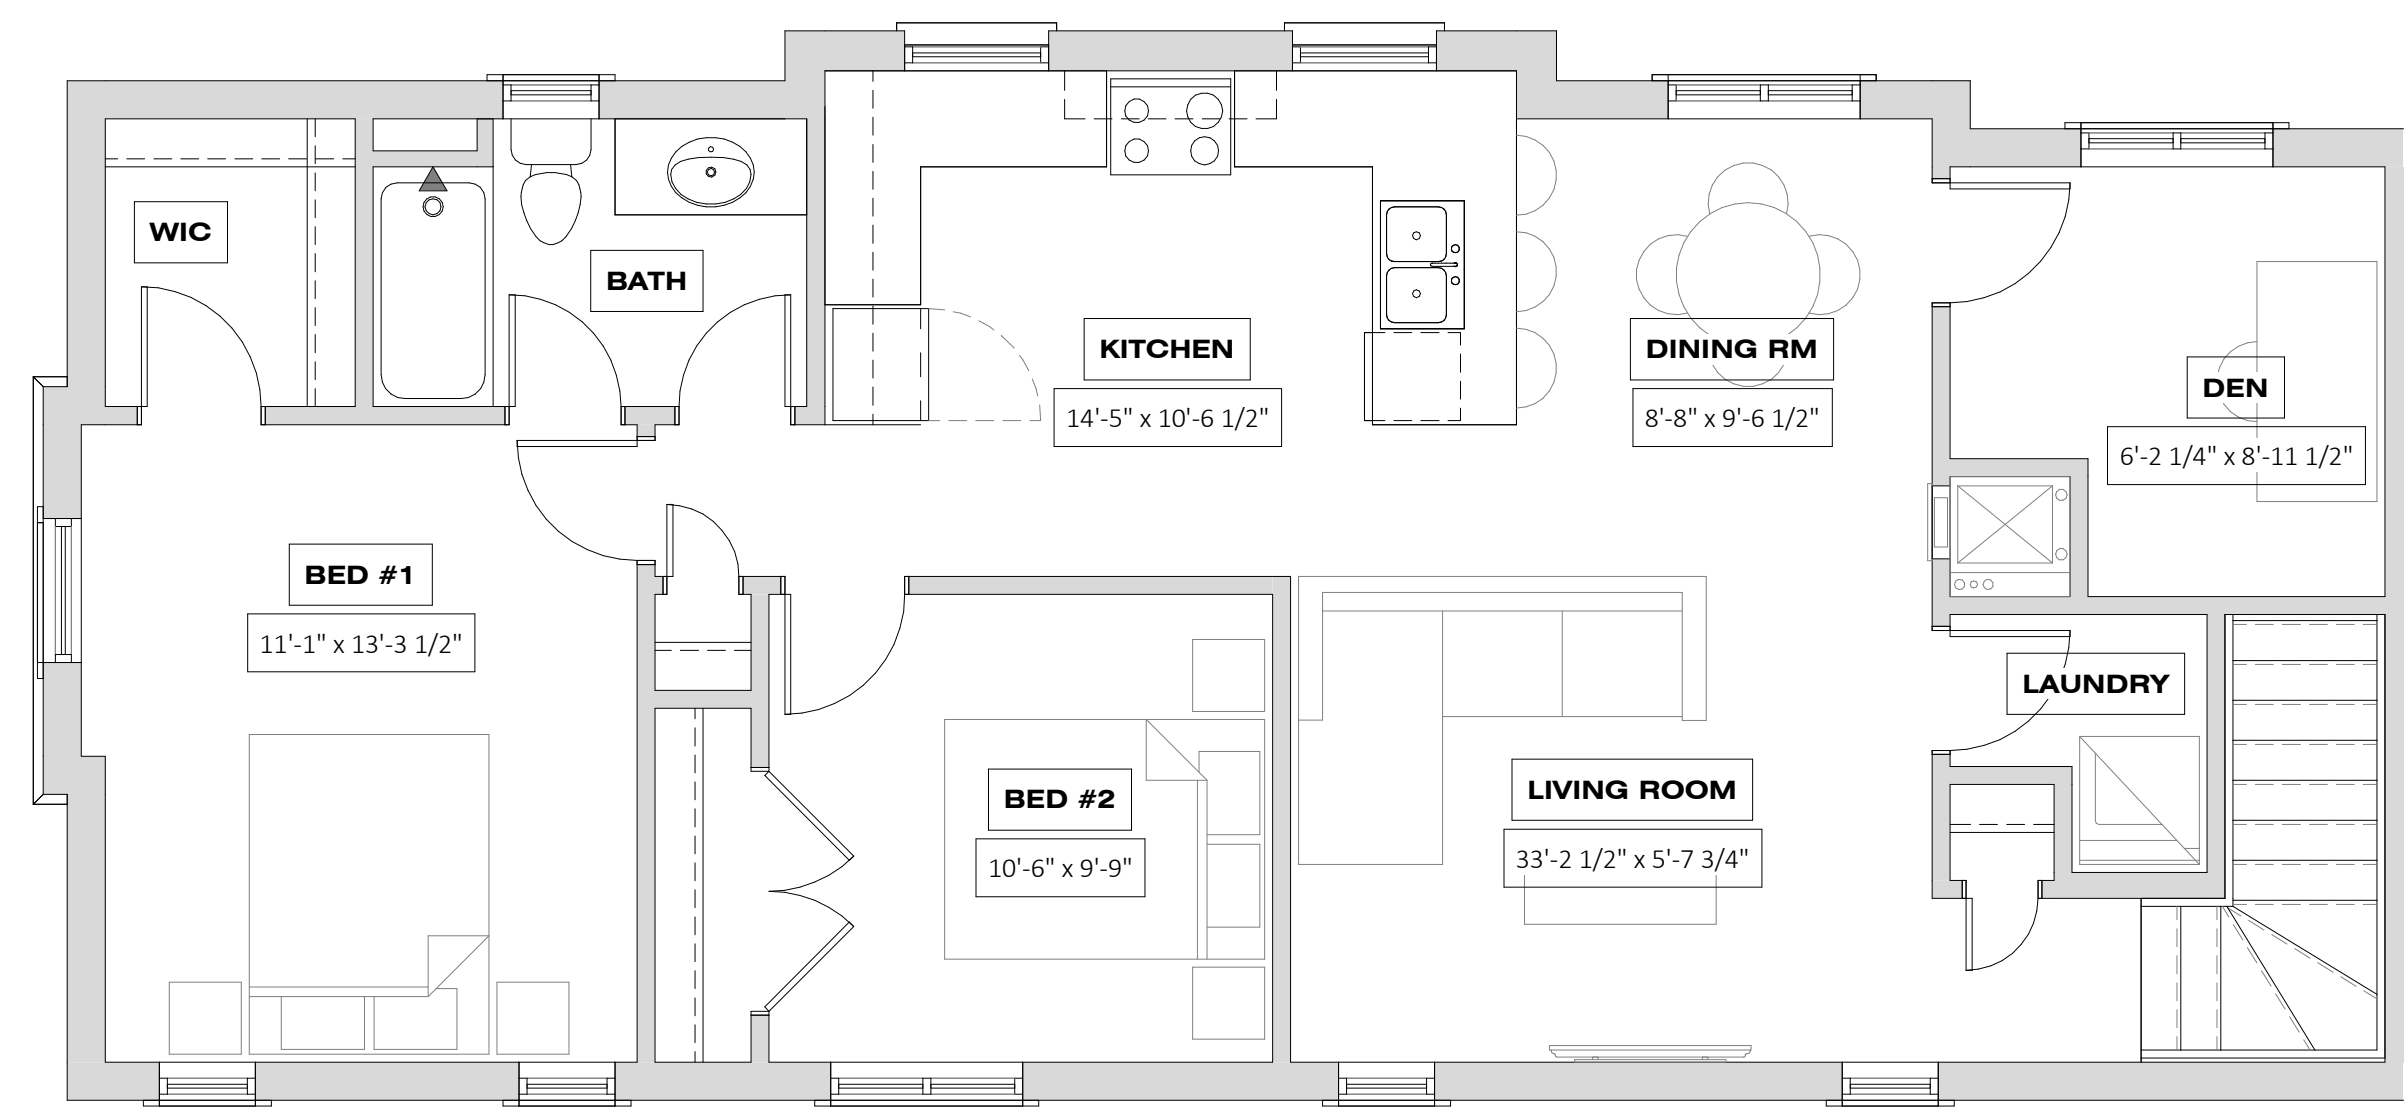 WIC
BATH
KITCHEN
14'-5" x 10'-6 1/2"
DINING RM
8'-8" x 9'-6 1/2"
DEN
6'-2 1/4" x 8'-11 1/2"
BED #1
11'-1" x 13'-3 1/2"
LAUNDRY
BED #2
10'-6" x 9'-9"
LIVING ROOM
33'-2 1/2" x 5'-7 3/4"